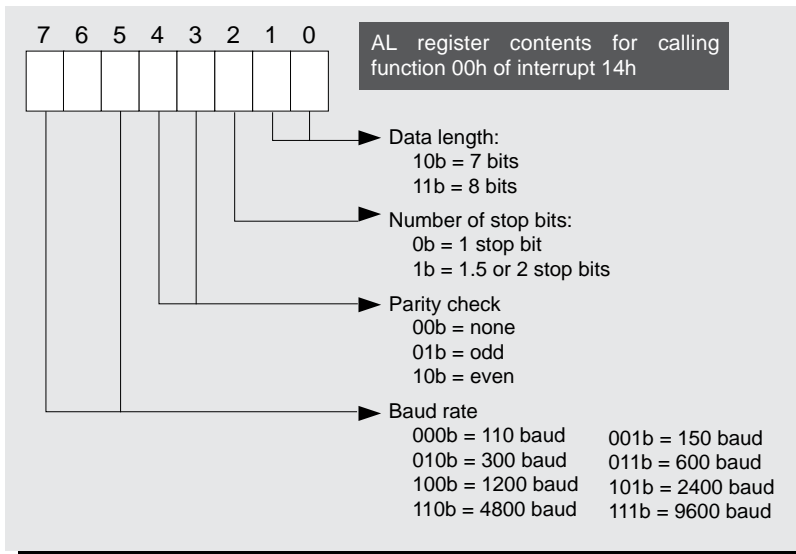 7 6 5 4 3 2 1 0
AL register contents for calling
function 00h of interrupt 14h
Data length:
10b = 7 bits
11b = 8 bits
Number of stop bits:
0b = 1 stop bit
1b = 1.5 or 2 stop bits
Parity check
00b = none
01b = odd
10b = even
Baud rate
000b = 110 baud 001b = 150 baud
010b = 300 baud 011b = 600 baud
100b = 1200 baud 101b = 2400 baud
110b = 4800 baud 111b = 9600 baud